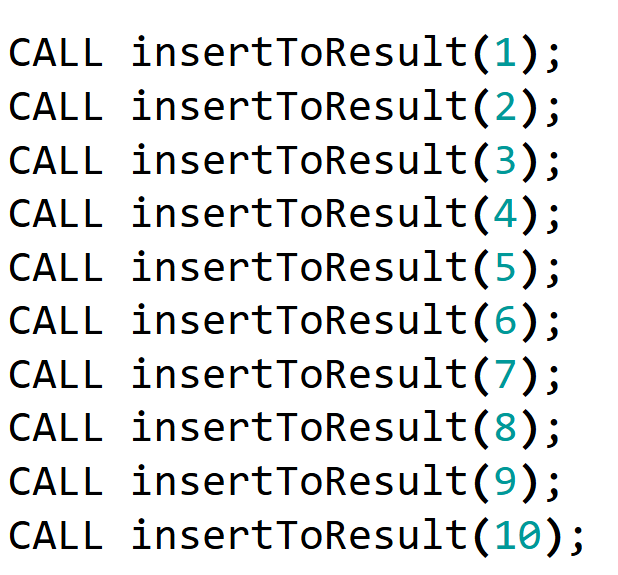 CALL insertToResult(1);
CALL insertToResult(2);
CALL insertToResult(3);
CALL insertToResult(4);
CALL insertToResult(5);
CALL insertToResult(6);
CALL insertToResult(7);
CALL insertToResult(8);
CALL insertToResult(9);
CALL insertToResult(10);